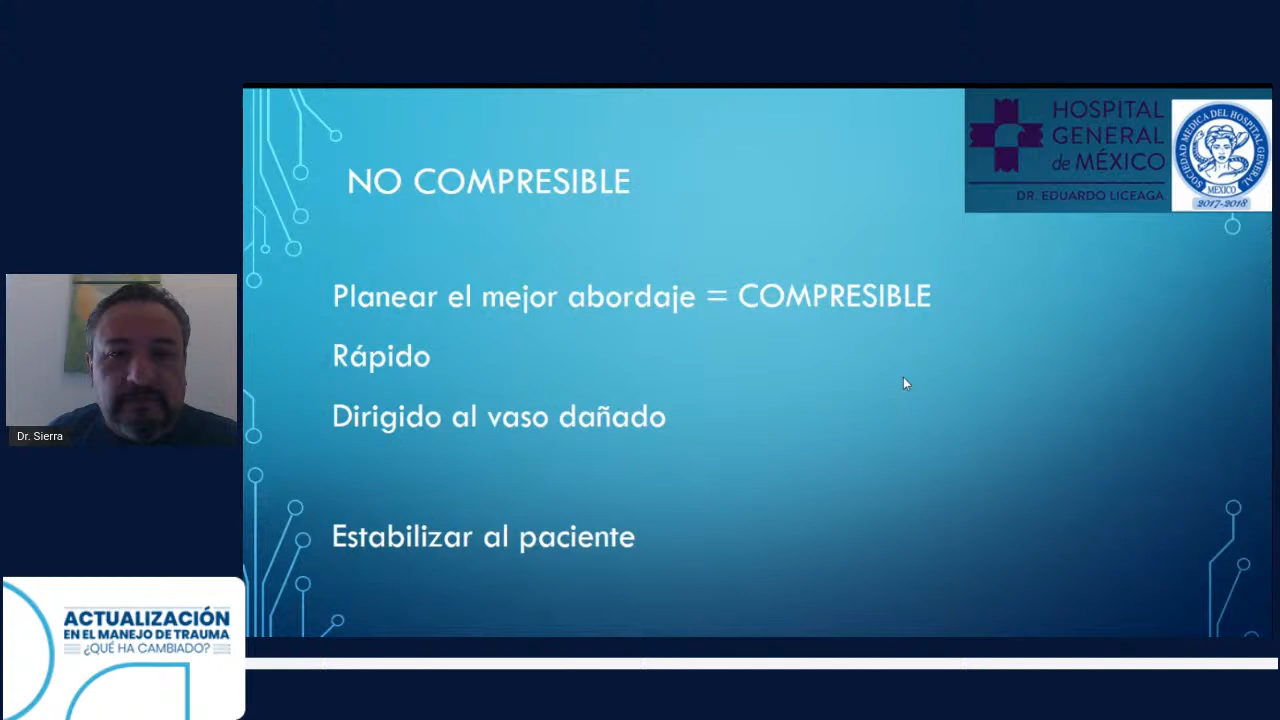 HOSPITAL
GENERAL
de MÉXICO
DR. EDUARDO LICEAGA
SOCIEDAD MEDICA DEL HOSPITAL GENERAL
MEXICO
2017-2018
NO COMPRESIBLE
Planear el mejor abordaje = COMPRESIBLE
Rápido
Dirigido al vaso dañado
Estabilizar al paciente
Dr. Sierra
ACTUALIZACIÓN
EN EL MANEJO DE TRAUMA
¿QUÉ HA CAMBIADO?